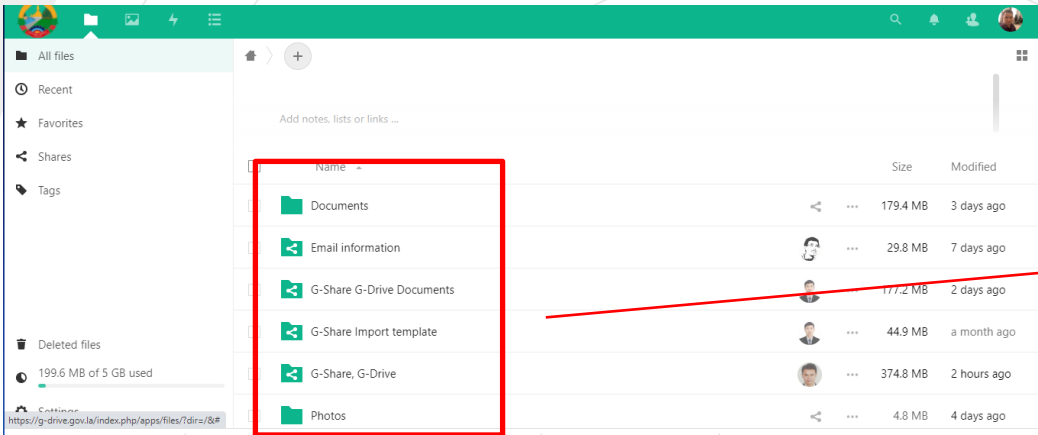 All files
Recent
Favorites
Shares
Tags
Deleted files
199.6 MB of 5 GB used
Settings
https://g-drive.gov.la/index.php/apps/files/?dir=/&#
Add notes, lists or links ...
Name Size Modified
Documents 179.4 MB 3 days ago
Email information 29.8 MB 7 days ago
G-Share G-Drive Documents 177.2 MB 2 days ago
G-Share Import template 44.9 MB a month ago
G-Share, G-Drive 374.8 MB 2 hours ago
Photos 4.8 MB 4 days ago